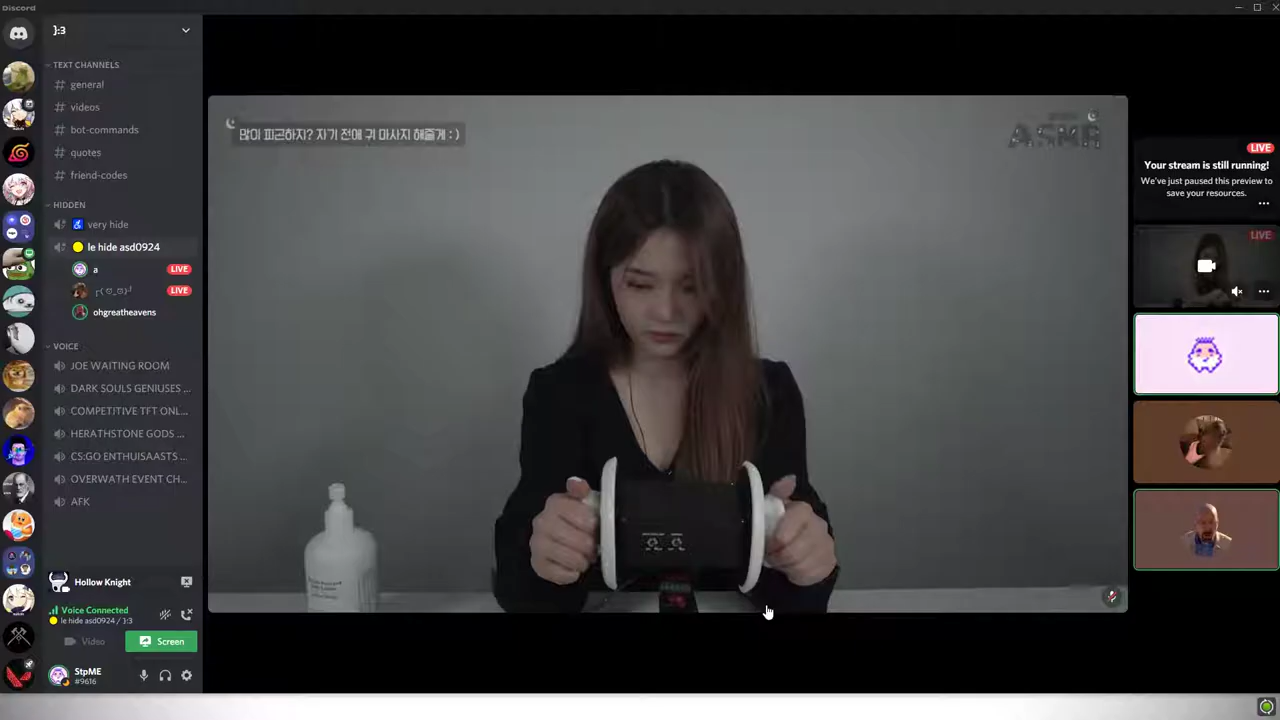 Discord
}:3
TEXT CHANNELS
# general
# videos
# bot-commands
# quotes
# friend-codes
HIDDEN
very hide
le hide asd0924
a
LIVE
LIVE
ohgreatheavens
VOICE
JOE WAITING ROOM
DARK SOULS GENIUSES ...
COMPETITIVE TFT ONL...
HERATHSTONE GODS ...
CS:GO ENTHUISAASTS ...
OVERWATH EVENT CH...
AFK
Hollow Knight
Voice Connected
le hide asd0924 / }:3
Video
Screen
StpME
#9616
많이 피곤하지? 자기 전에 귀 마사지 해줄게 : )
ASMR
LIVE
Your stream is still running!
We've just paused this preview to
save your resources.
LIVE